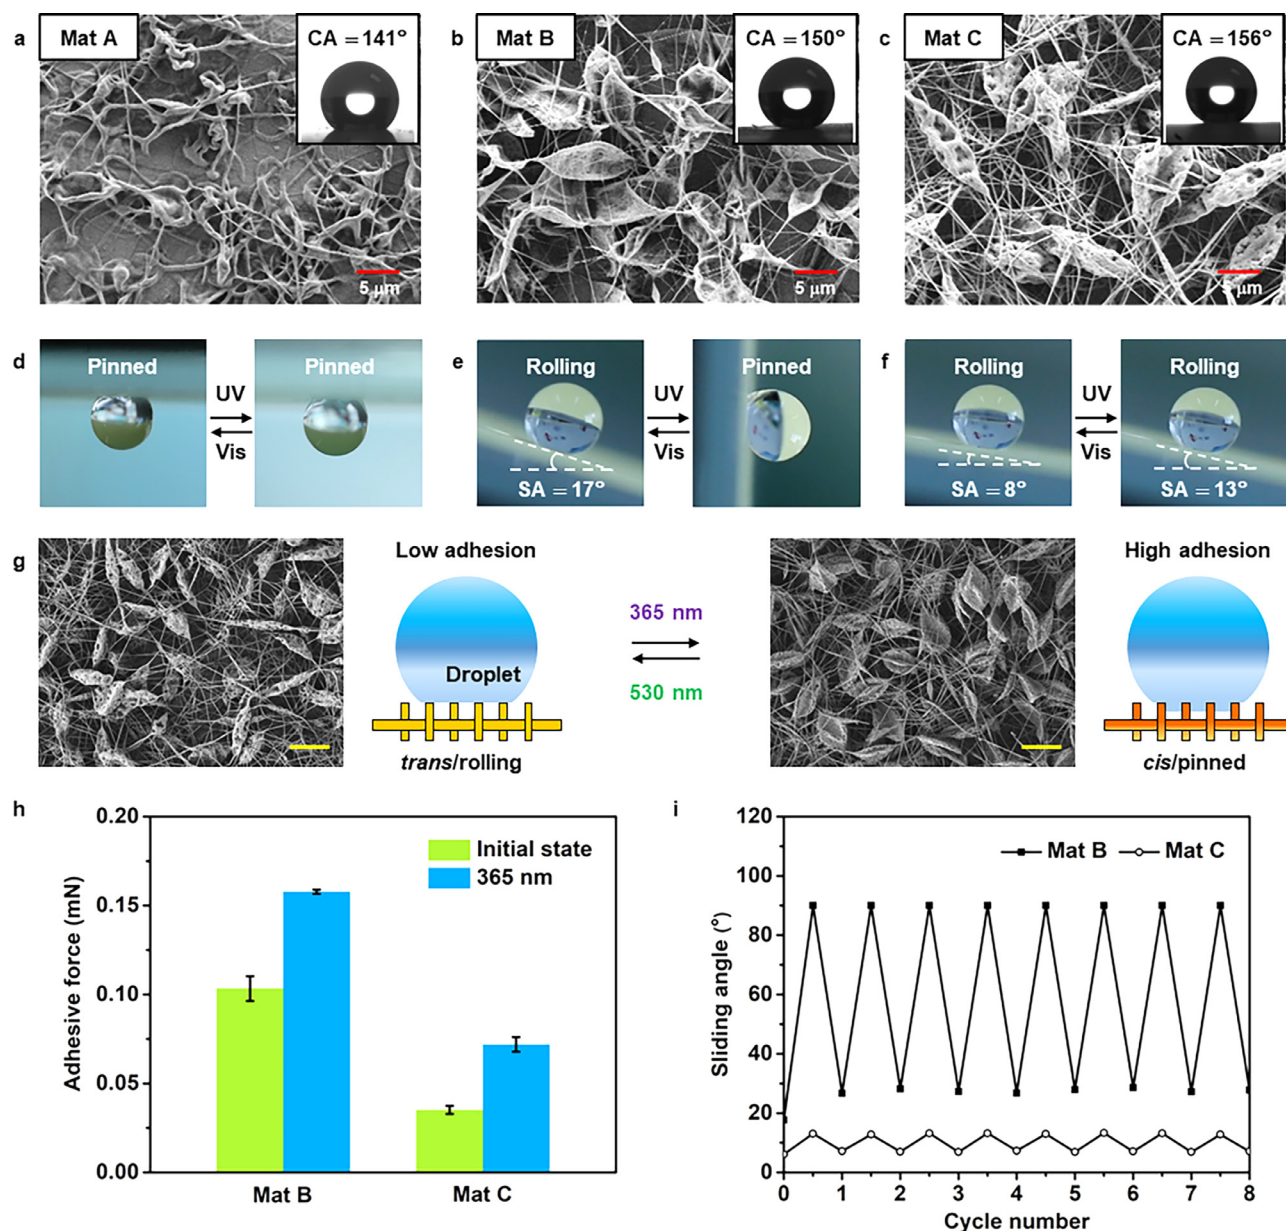 a
Mat A
CA = 141°
5 μm
b
Mat B
CA = 150°
5 μm
c
Mat C
CA = 156°
5 μm
d
Pinned
UV
Vis
Pinned
e
Rolling
SA = 17°
UV
Vis
Pinned
f
Rolling
SA = 8°
UV
Vis
Rolling
SA = 13°
g
Low adhesion
Droplet
trans/rolling
365 nm
530 nm
High adhesion
cis/pinned
h
Adhesive force (mN)
0.20
0.15
0.10
0.05
0.00
Initial state
365 nm
Mat B
Mat C
i
Sliding angle (°)
120
100
80
60
40
20
0
Mat B
Mat C
0 1 2 3 4 5 6 7 8
Cycle number